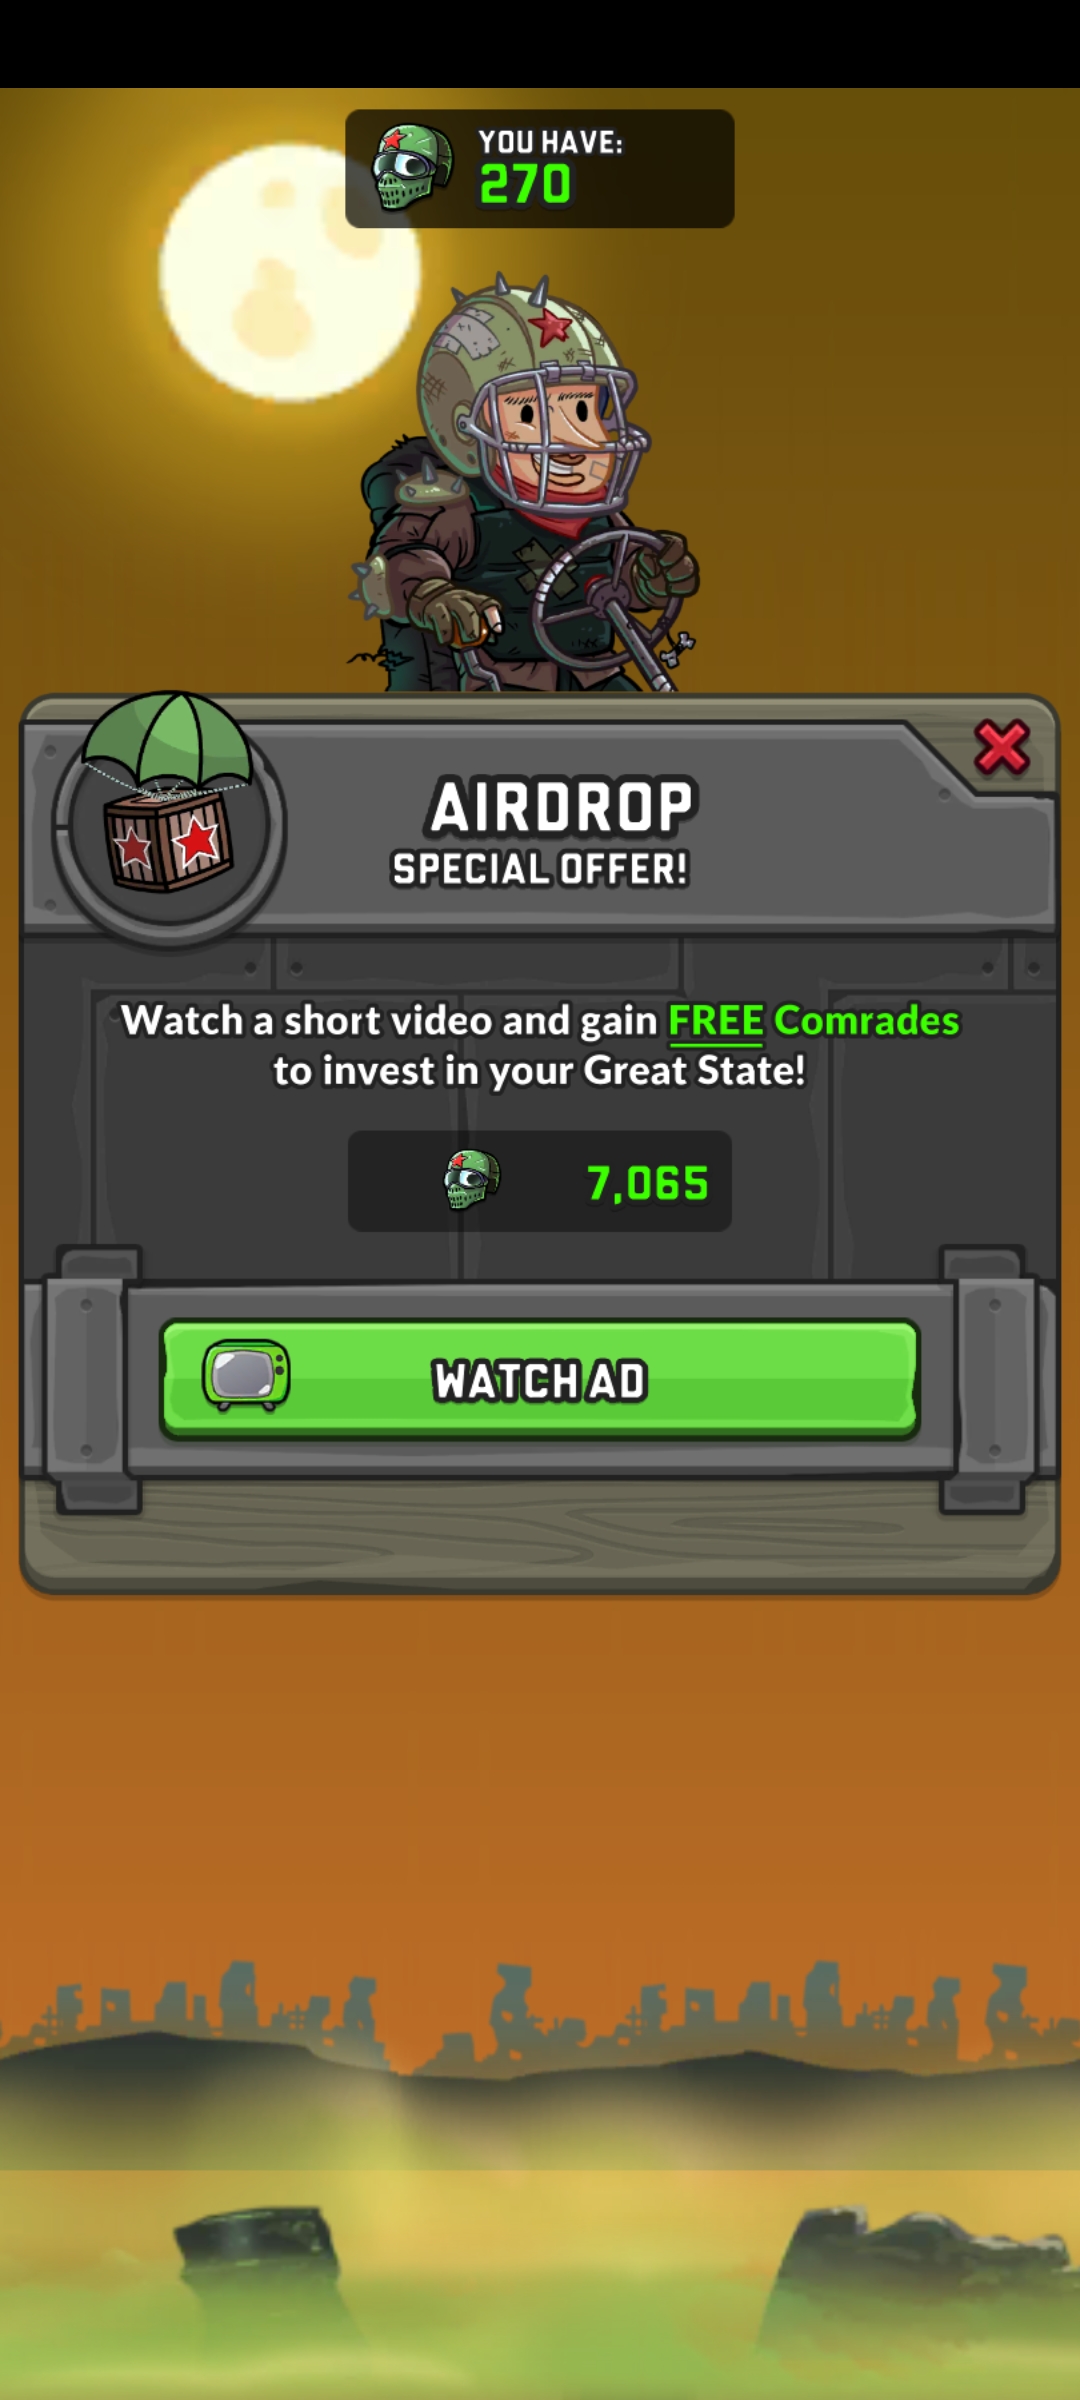 YOU HAVE:
270
AIRDROP
SPECIAL OFFER!
Watch a short video and gain FREE Comrades
to invest in your Great State!
7,065
WATCH AD